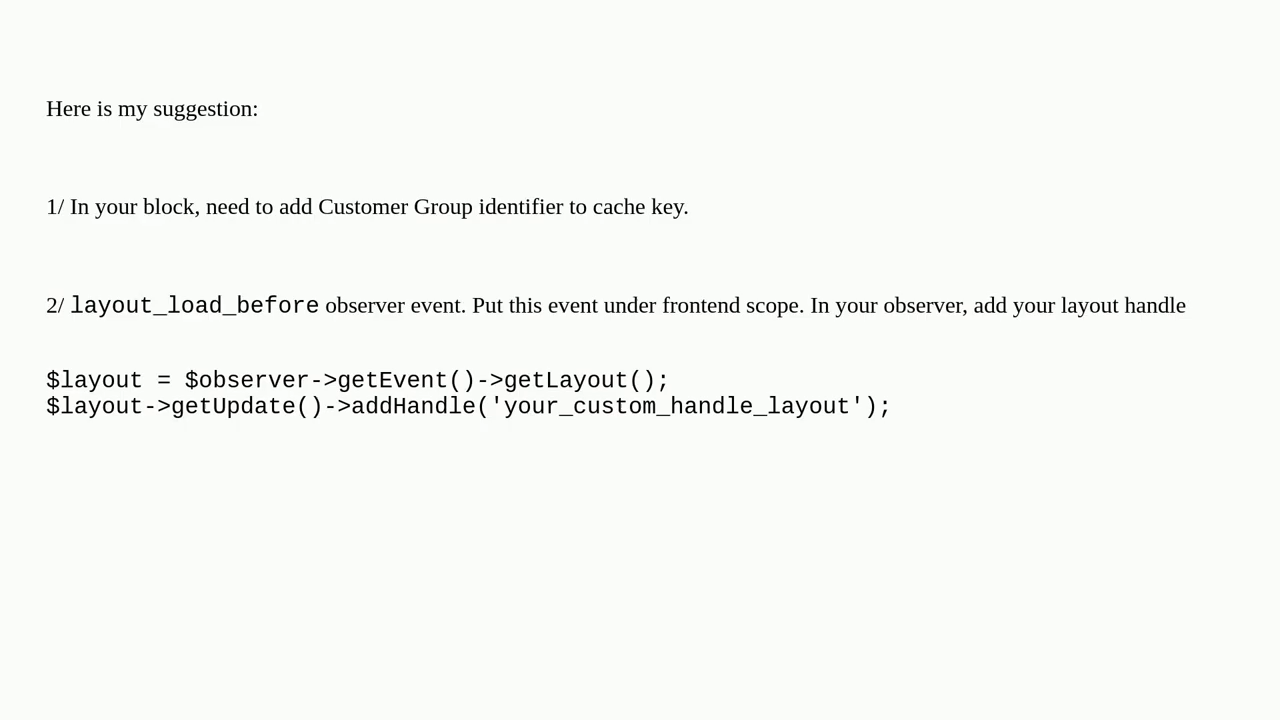 Here is my suggestion:
1/ In your block, need to add Customer Group identifier to cache key.
2/ layout_load_before observer event. Put this event under frontend scope. In your observer, add your layout handle
$layout = $observer->getEvent()->getLayout();
$layout->getUpdate()->addHandle('your_custom_handle_layout');